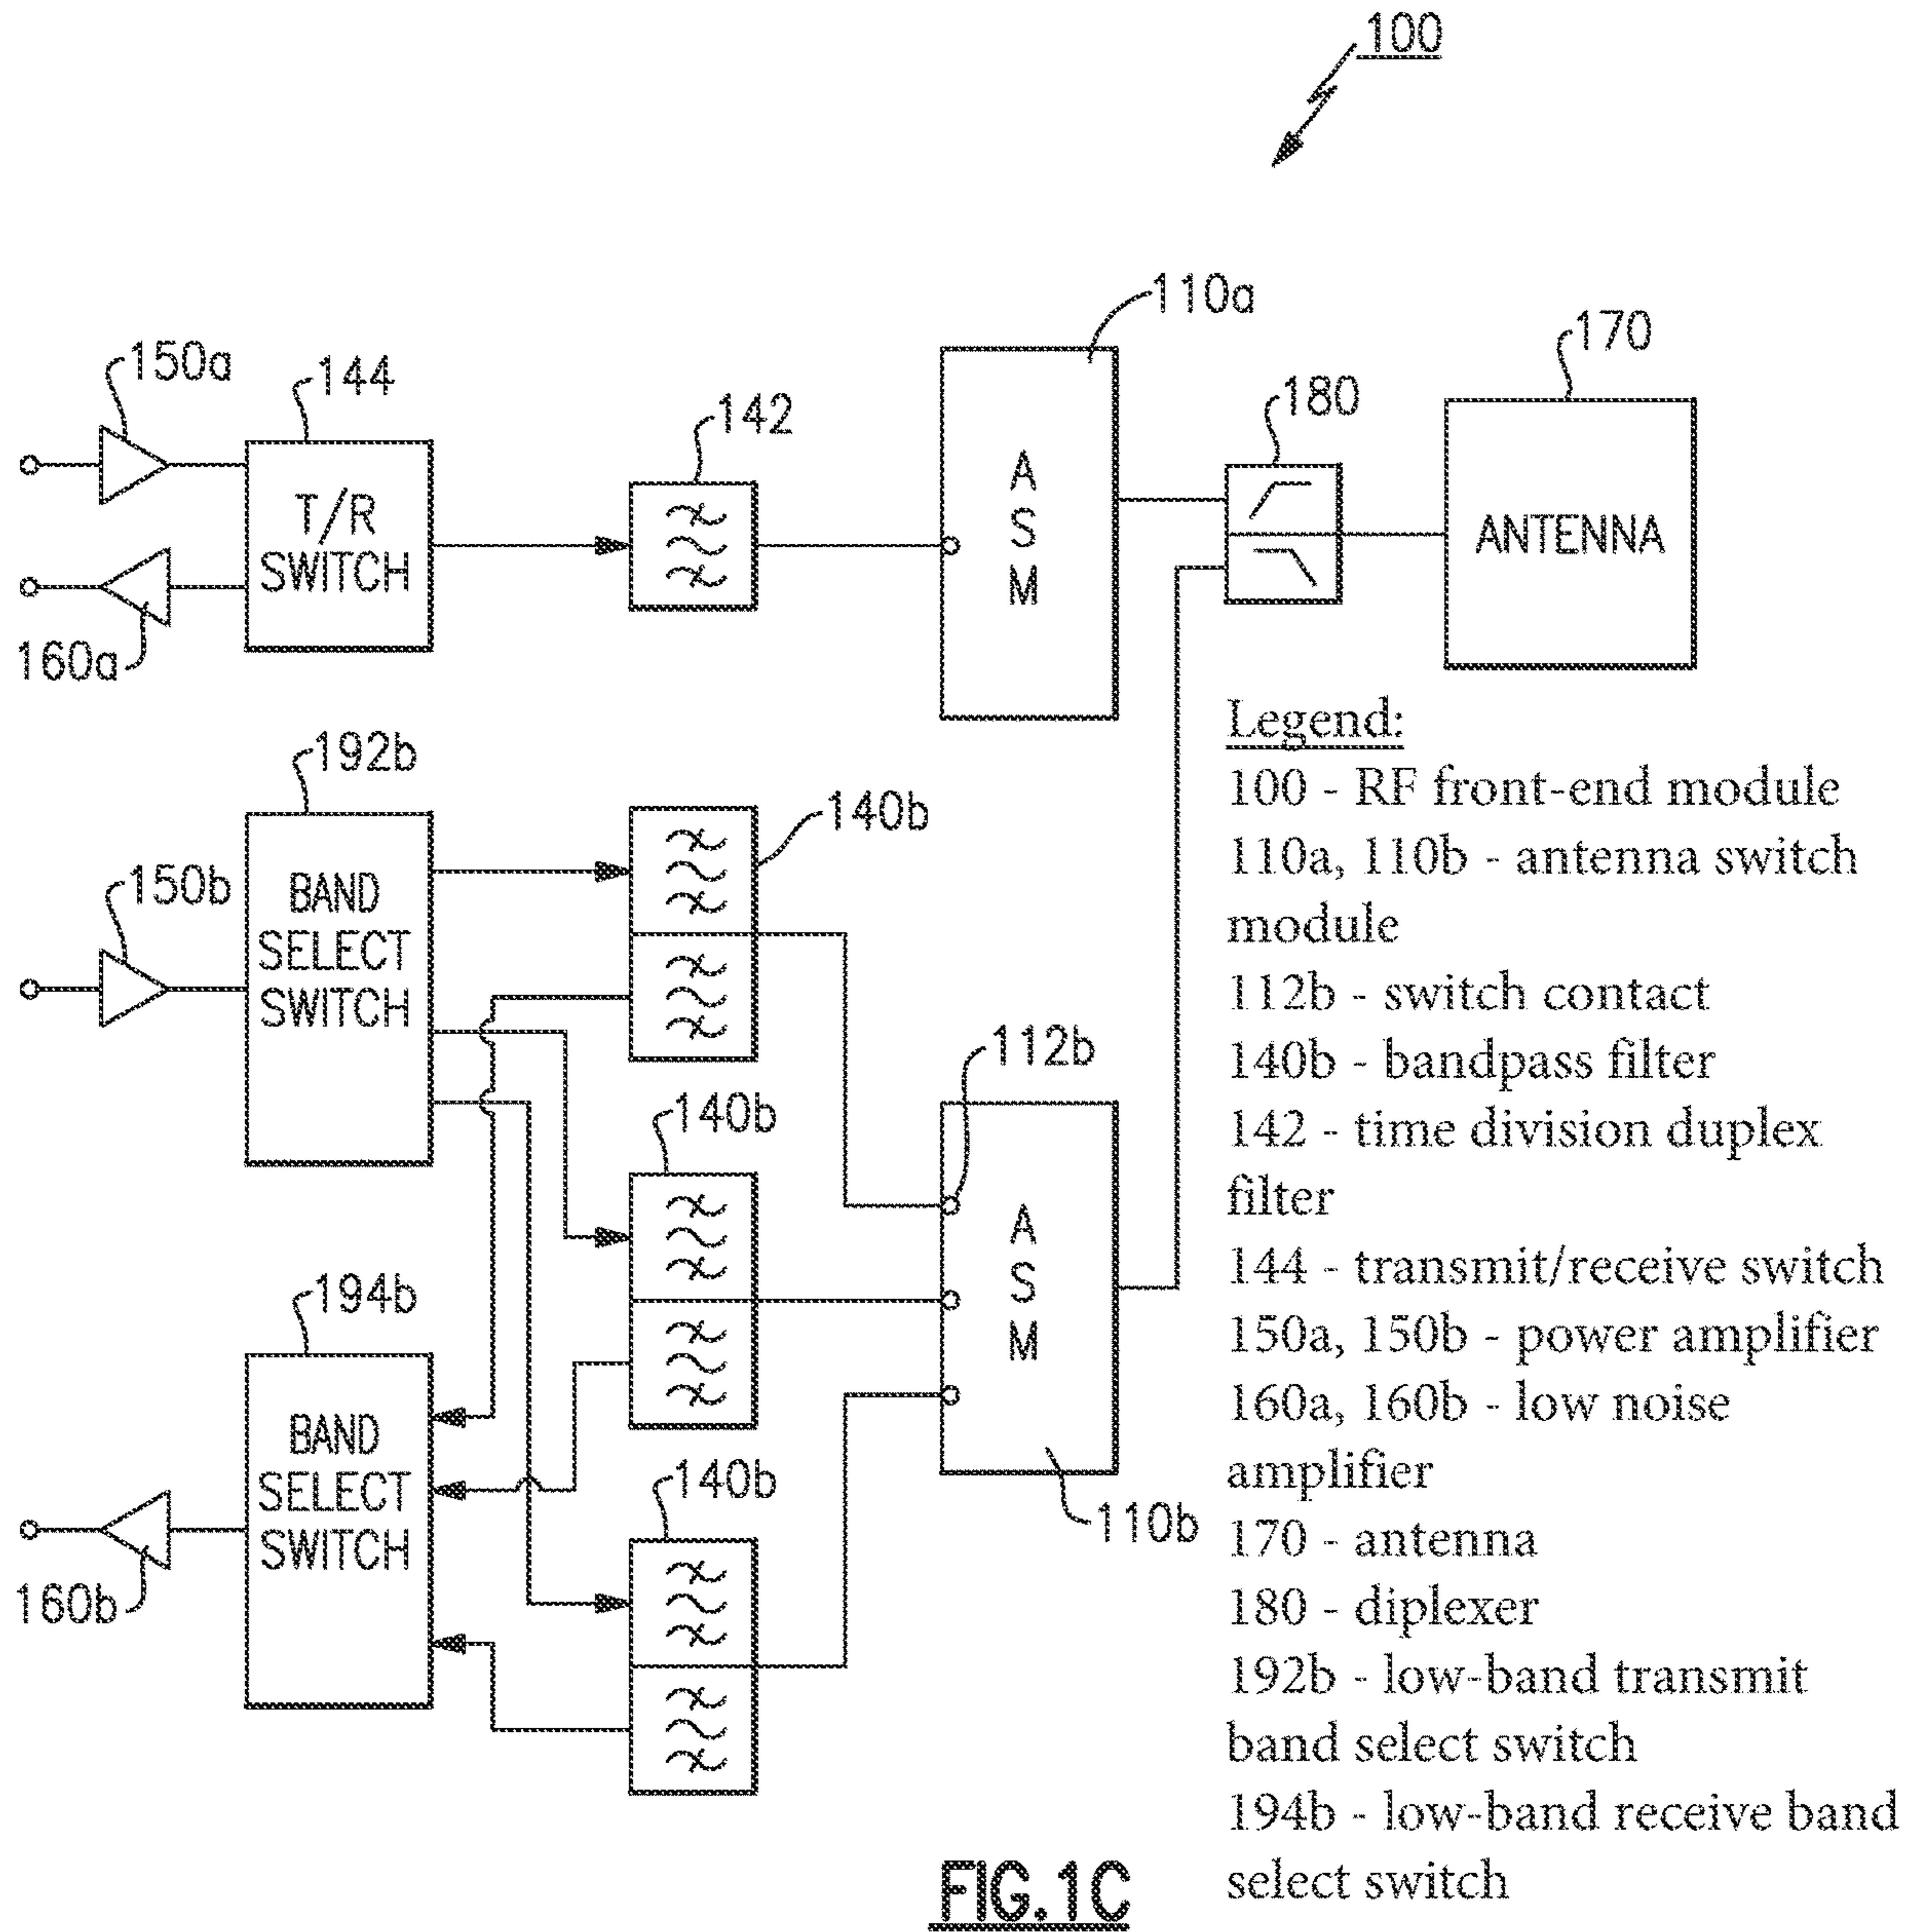 100
110a
170
150a
144
142
180
T/R
SWITCH
A
S
M
ANTENNA
160a
192b
140b
150b
BAND
SELECT
SWITCH
112b
140b
A
S
M
194b
BAND
SELECT
SWITCH
140b
110b
160b
Legend:
100 - RF front-end module
110a, 110b - antenna switch
module
112b - switch contact
140b - bandpass filter
142 - time division duplex
filter
144 - transmit/receive switch
150a, 150b - power amplifier
160a, 160b - low noise
amplifier
170 - antenna
180 - diplexer
192b - low-band transmit
band select switch
194b - low-band receive band
select switch
FIG.1C